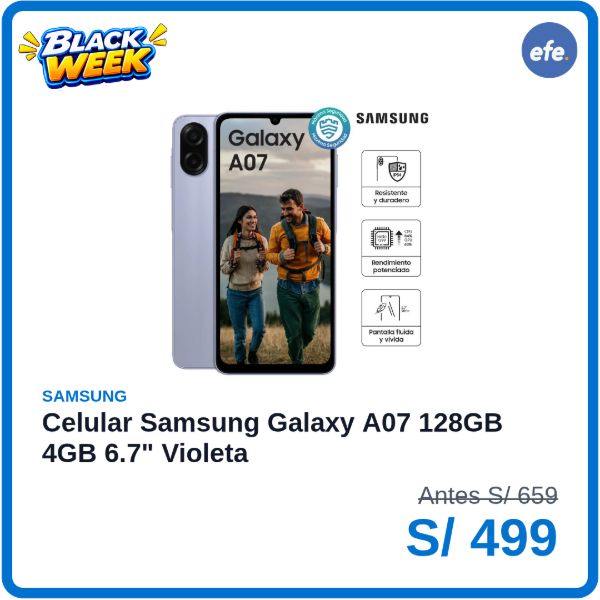 BLACK
WEEK
efe.
Galaxy
A07
SAMSUNG
IP54
Resistente
y duradero
Rendimiento
potenciado
Pantalla fluida
y vívida
SAMSUNG
Celular Samsung Galaxy A07 128GB
4GB 6.7" Violeta
Antes S/ 659
S/ 499